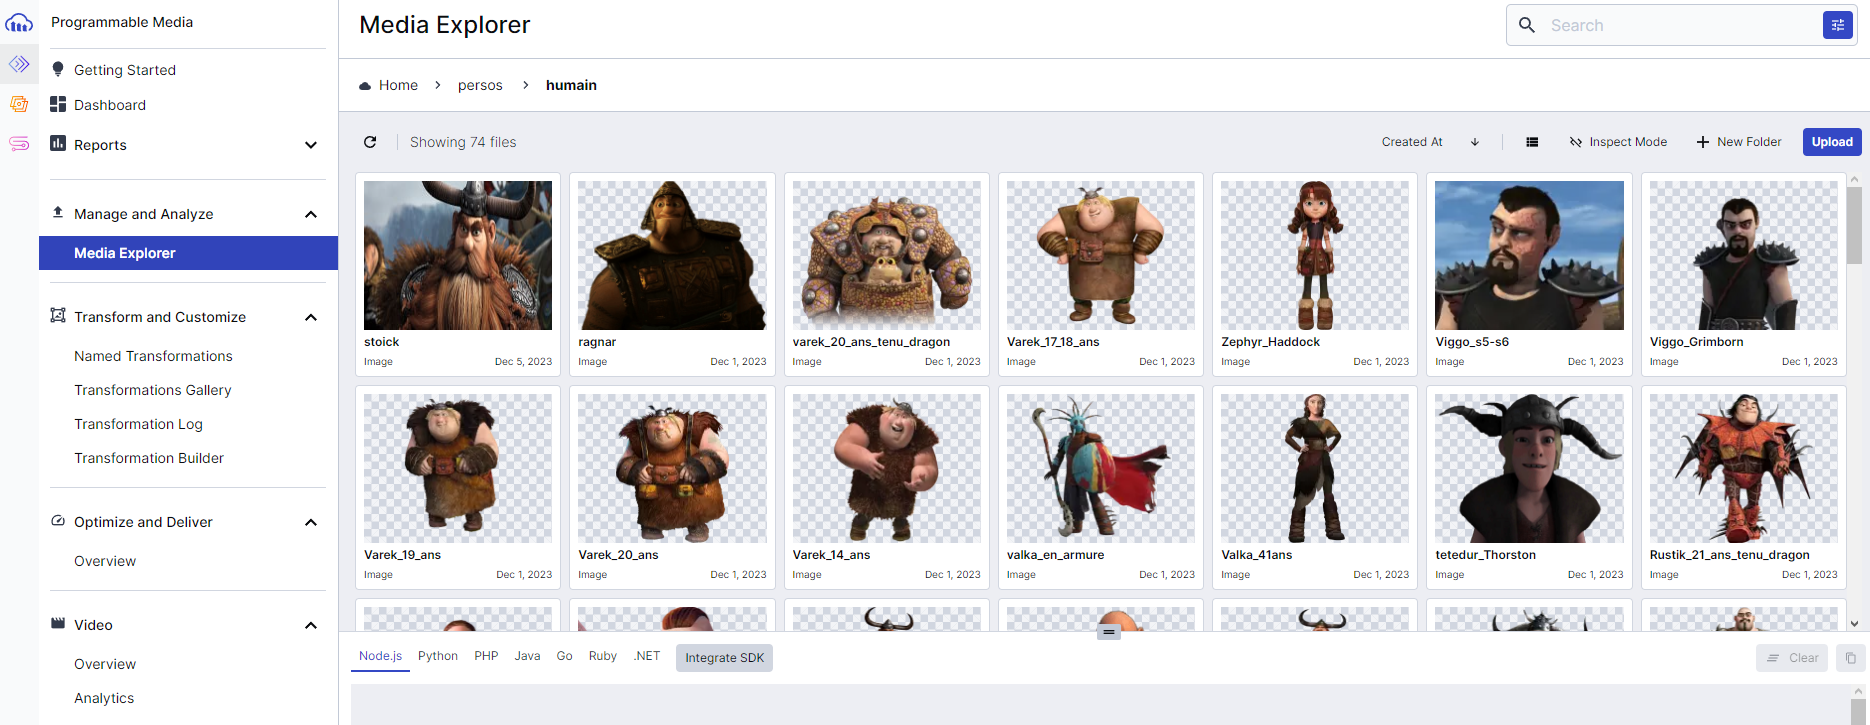 Programmable Media
Getting Started
Dashboard
Reports
Manage and Analyze
Media Explorer
Transform and Customize
Named Transformations
Transformations Gallery
Transformation Log
Transformation Builder
Optimize and Deliver
Overview
Video
Overview
Analytics
Media Explorer
Search
Home > persos > humain
Showing 74 files
Created At
Inspect Mode
New Folder
Upload
stoick
Image Dec 5, 2023
ragnar
Image Dec 1, 2023
varek_20_ans_tenu_dragon
Image Dec 1, 2023
Varek_17_18_ans
Image Dec 1, 2023
Zephyr_Haddock
Image Dec 1, 2023
Viggo_s5-s6
Image Dec 1, 2023
Viggo_Grimborn
Image Dec 1, 2023
Varek_19_ans
Image Dec 1, 2023
Varek_20_ans
Image Dec 1, 2023
Varek_14_ans
Image Dec 1, 2023
valka_en_armure
Image Dec 1, 2023
Valka_41ans
Image Dec 1, 2023
tetedur_Thorston
Image Dec 1, 2023
Rustik_21_ans_tenu_dragon
Image Dec 1, 2023
Node.js Python PHP Java Go Ruby .NET Integrate SDK
Clear